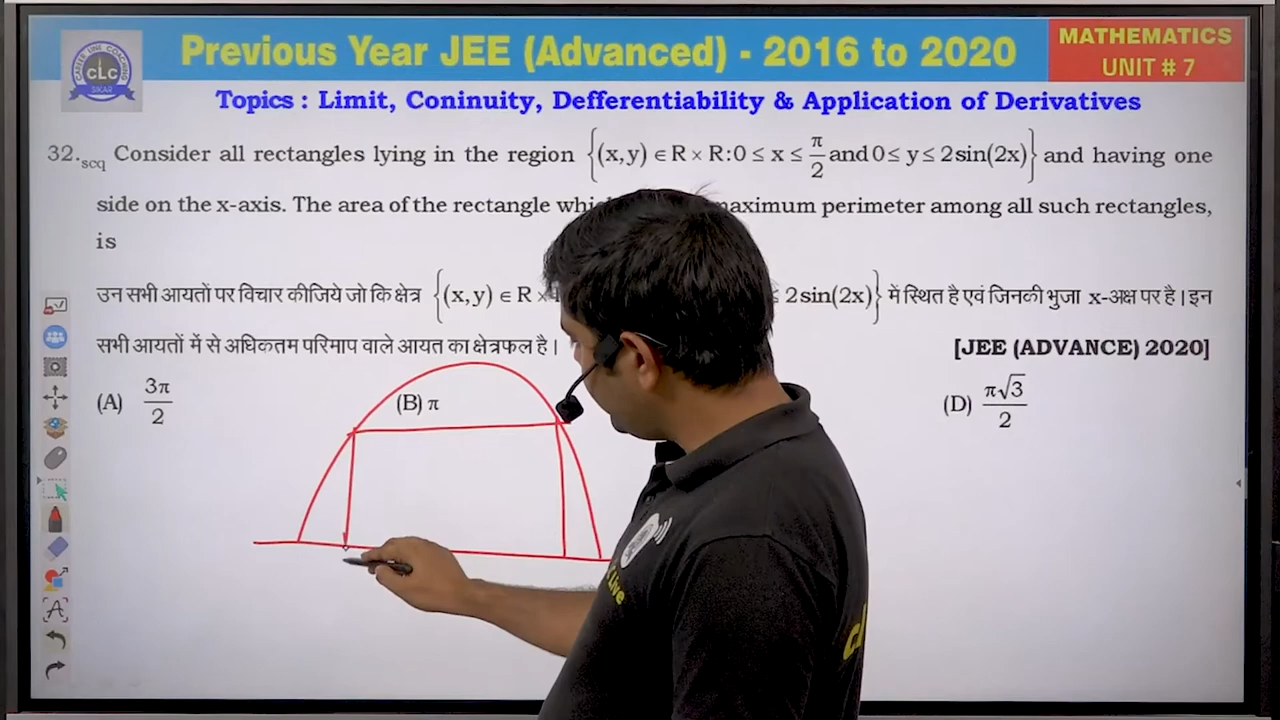 Previous Year JEE (Advanced) - 2016 to 2020
MATHEMATICS
UNIT # 7
CLC
SIKAR
Topics : Limit, Coninuity, Defferentiability & Application of Derivatives
32.scq Consider all rectangles lying in the region {(x,y) ∈ R × R : 0 ≤ x ≤ π/2 and 0 ≤ y ≤ 2sin(2x)} and having one
side on the x-axis. The area of the rectangle maximum perimeter among all such rectangles,
is
उन सभी आयतों पर विचार कीजिये जो कि क्षेत्र {(x,y) ∈ R × 2sin(2x)} में स्थित है एवं जिनकी भुजा x-अक्ष पर है। इन
सभी आयतों में से अधिकतम परिमाप वाले आयत का क्षेत्रफल है।
[JEE (ADVANCE) 2020]
(A) 3π/2 (B) π (D) π√3/2
Live